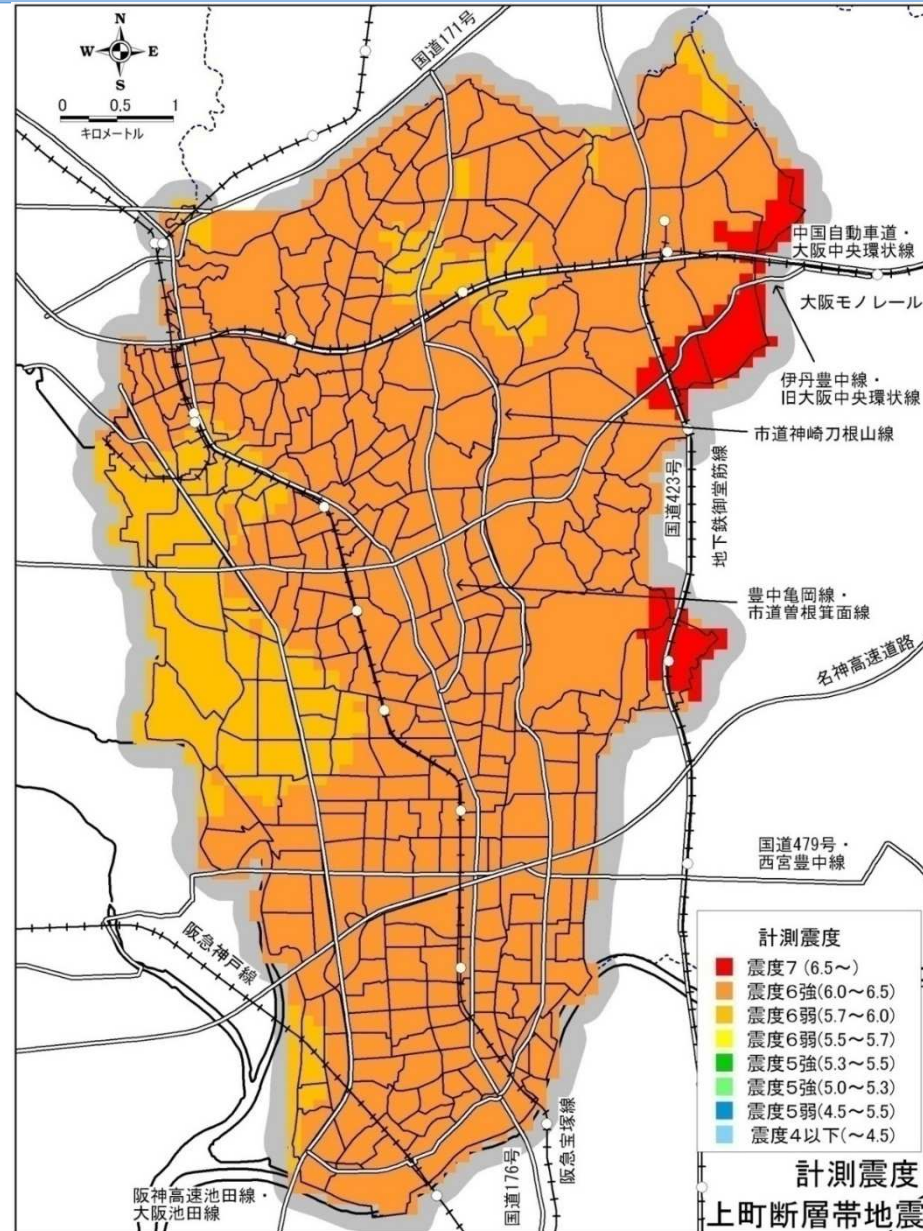 N
W E
S
0 0.5 1
キロメートル
国道171号
中国自動車道・
大阪中央環状線
大阪モノレール
伊丹豊中線・
旧大阪中央環状線
市道神崎刀根山線
国道423号
地下鉄御堂筋線
豊中亀岡線・
市道曽根箕面線
名神高速道路
国道479号・
西宮豊中線
阪急神戸線
計測震度
震度7 (6.5～)
震度6強(6.0～6.5)
震度6弱(5.7～6.0)
震度6弱(5.5～5.7)
震度5強(5.3～5.5)
震度5強(5.0～5.3)
震度5弱(4.5～5.5)
震度4以下(～4.5)
阪急宝塚線
国道176号
阪神高速池田線・
大阪池田線
計測震度
上町断層帯地震